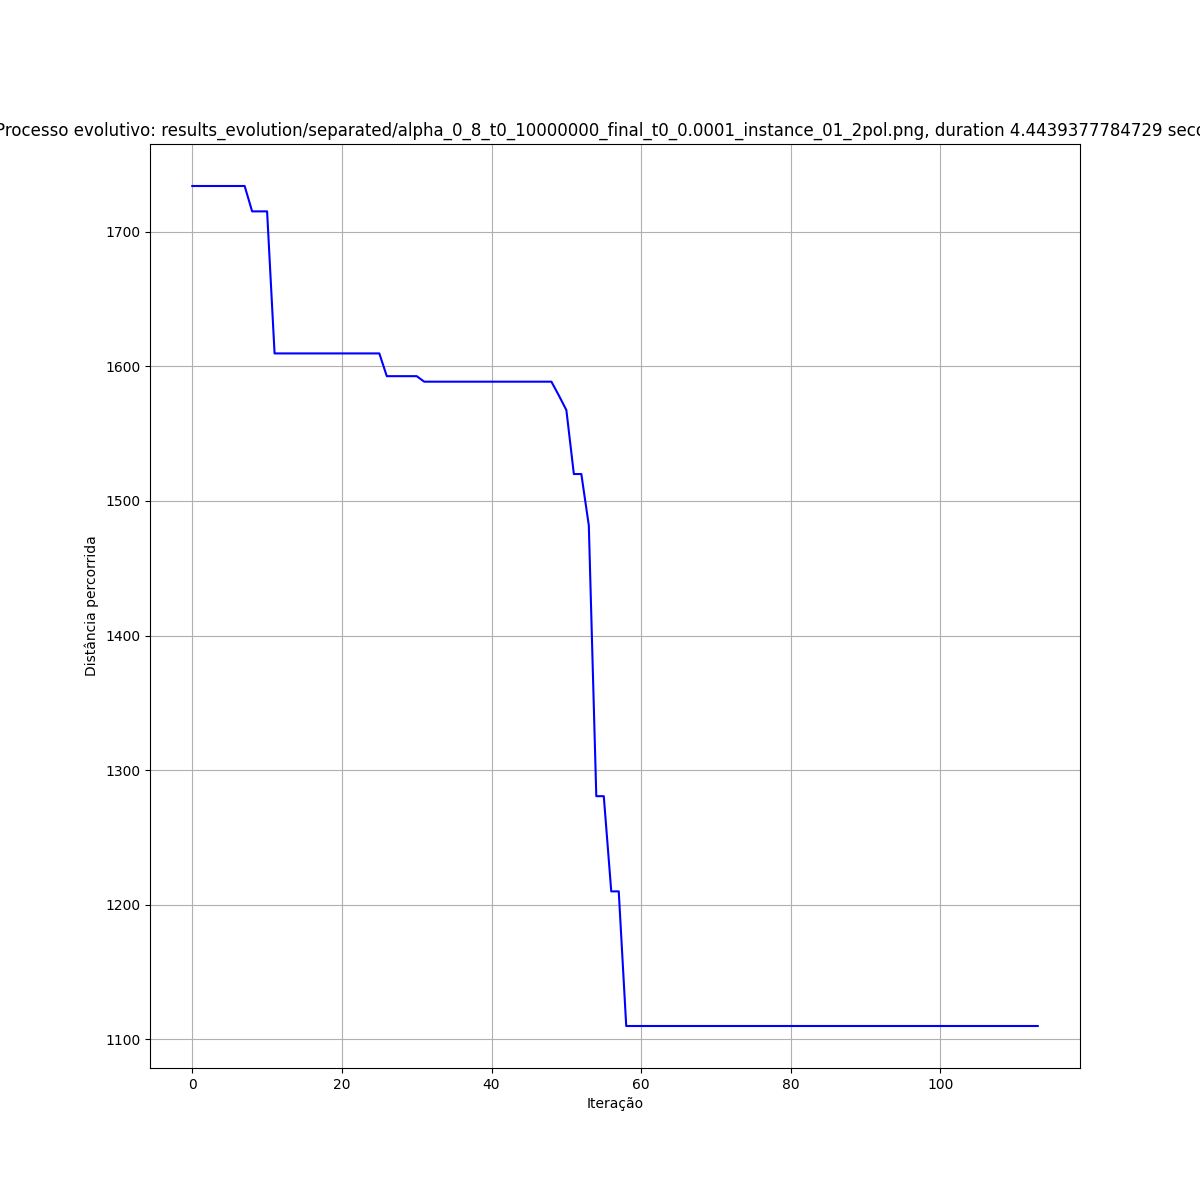 Processo evolutivo: results_evolution/separated/alpha_0_8_t0_10000000_final_t0_0.0001_instance_01_2pol.png, duration 4.4439377784729
1700
1600
1500
1400
1300
1200
1100
Distância percorrida
0 20 40 60 80 100
Iteração